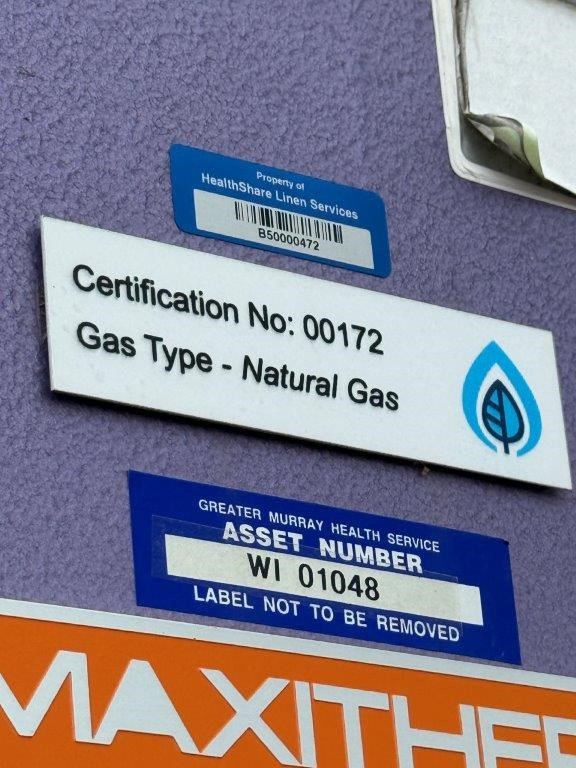 Property of
HealthShare Linen Services
B50000472
Certification No: 00172
Gas Type - Natural Gas
GREATER MURRAY HEALTH SERVICE
ASSET NUMBER
WI 01048
LABEL NOT TO BE REMOVED
MAXITHER